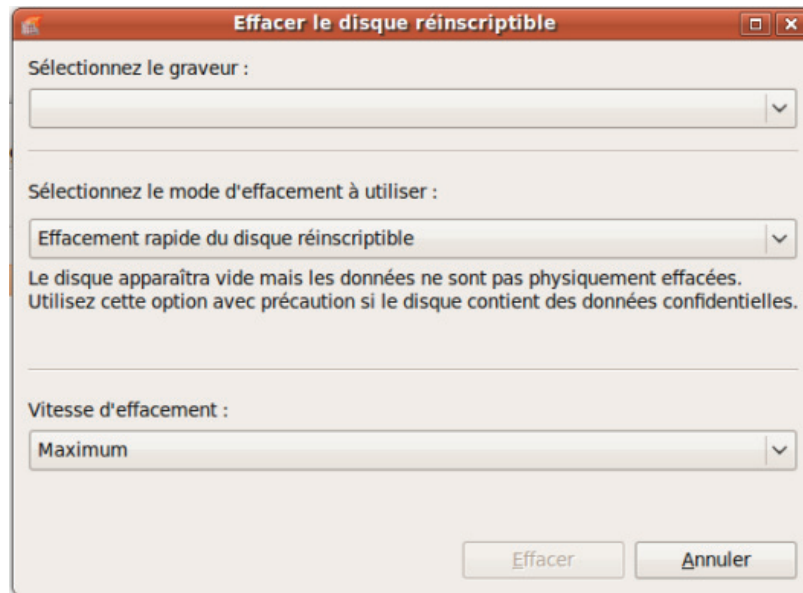 Effacer le disque réinscriptible
Sélectionnez le graveur :
Sélectionnez le mode d'effacement à utiliser :
Effacement rapide du disque réinscriptible
Le disque apparaîtra vide mais les données ne sont pas physiquement effacées.
Utilisez cette option avec précaution si le disque contient des données confidentielles.
Vitesse d'effacement :
Maximum
Effacer
Annuler